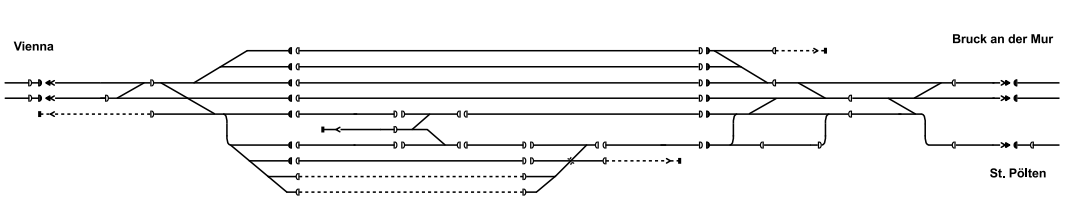 Vienna
Bruck an der Mur
St. Pölten